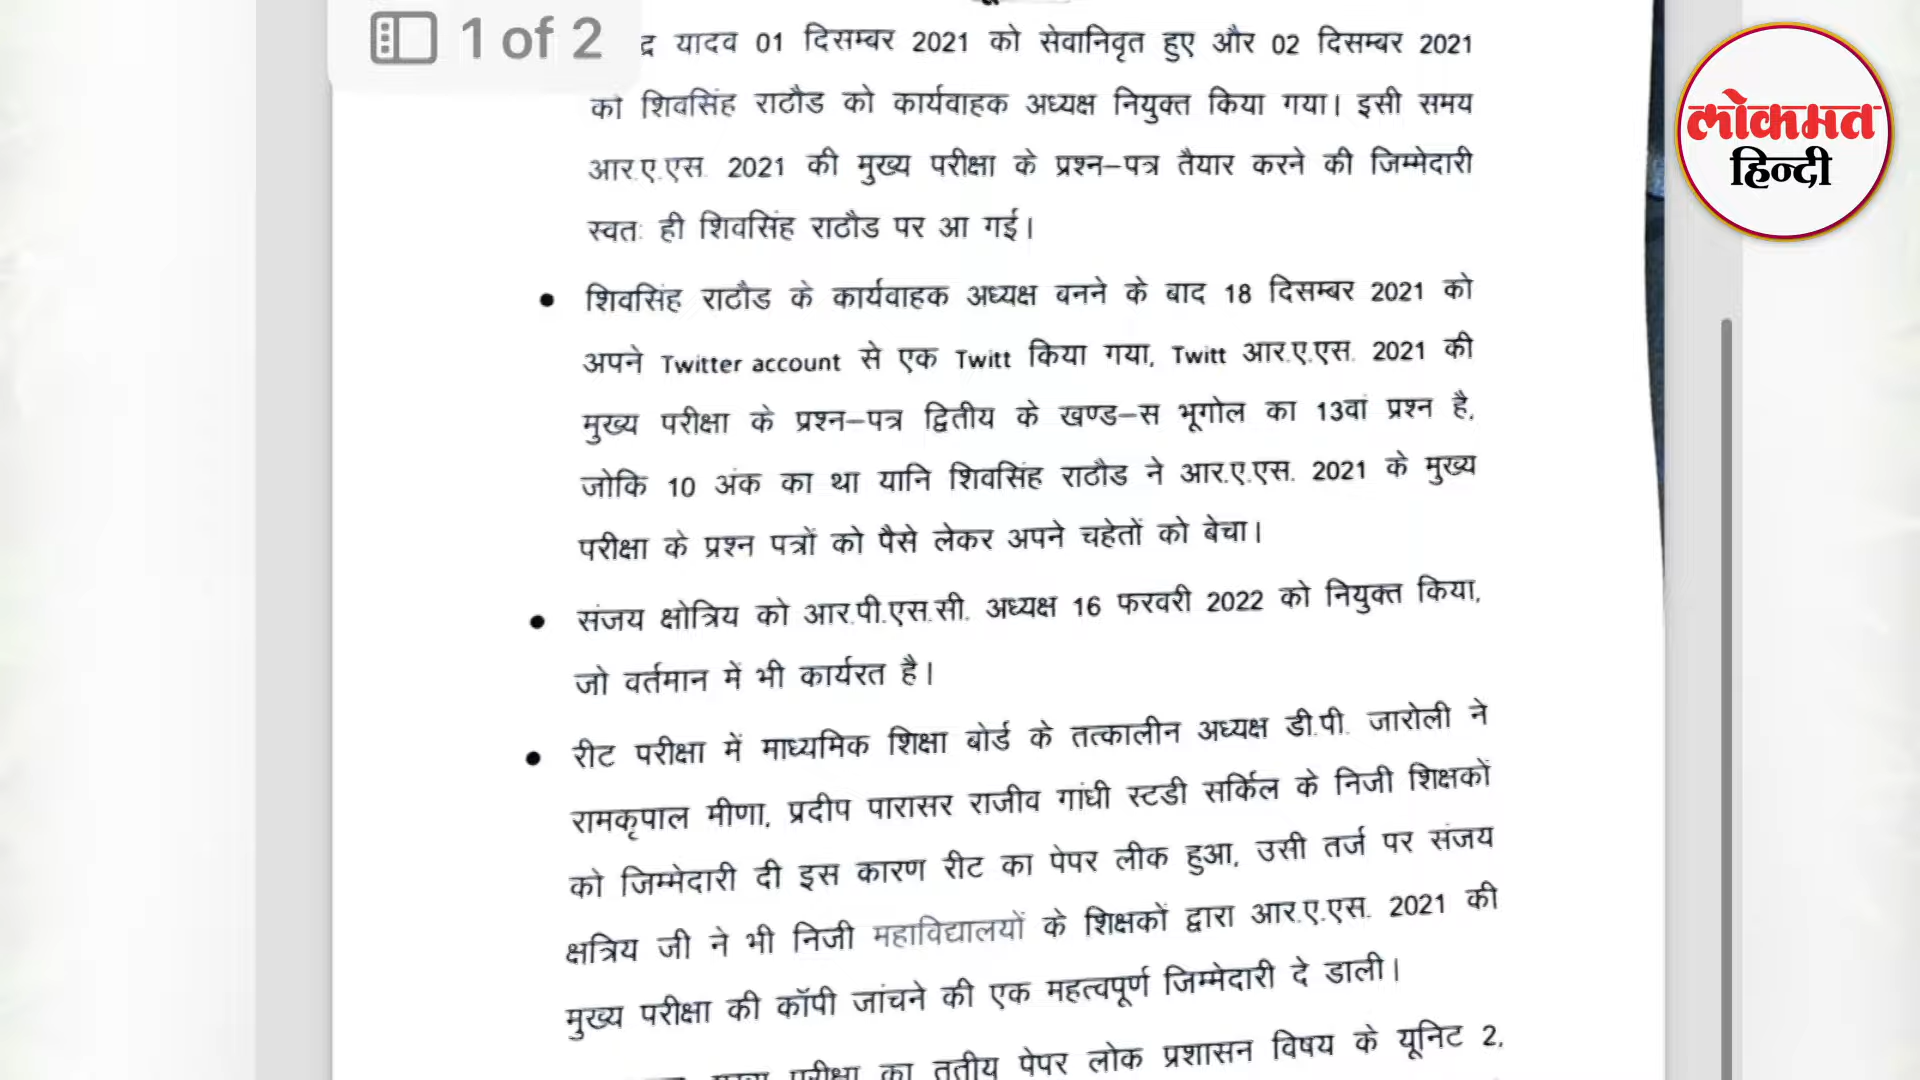 1 of 2
यादव 01 दिसम्बर 2021 को सेवानिवृत हुए और 02 दिसम्बर 2021
को शिवसिंह राठौड को कार्यवाहक अध्यक्ष नियुक्त किया गया। इसी समय
आर.ए.एस. 2021 की मुख्य परीक्षा के प्रश्न–पत्र तैयार करने की जिम्मेदारी
स्वतः ही शिवसिंह राठौड पर आ गई।
• शिवसिंह राठौड के कार्यवाहक अध्यक्ष बनने के बाद 18 दिसम्बर 2021 को
अपने Twitter account से एक Twitt किया गया, Twitt आर.ए.एस. 2021 की
मुख्य परीक्षा के प्रश्न–पत्र द्वितीय के खण्ड–स भूगोल का 13वां प्रश्न है,
जोकि 10 अंक का था यानि शिवसिंह राठौड ने आर.ए.एस. 2021 के मुख्य
परीक्षा के प्रश्न पत्रों को पैसे लेकर अपने चहेतों को बेचा।
• संजय क्षोत्रिय को आर.पी.एस.सी. अध्यक्ष 16 फरवरी 2022 को नियुक्त किया,
जो वर्तमान में भी कार्यरत है।
• रीट परीक्षा में माध्यमिक शिक्षा बोर्ड के तत्कालीन अध्यक्ष डी.पी. जारोली ने
रामकृपाल मीणा, प्रदीप पारासर राजीव गांधी स्टडी सर्किल के निजी शिक्षकों
को जिम्मेदारी दी इस कारण रीट का पेपर लीक हुआ, उसी तर्ज पर संजय
क्षत्रिय जी ने भी निजी महाविद्यालयों के शिक्षकों द्वारा आर.ए.एस. 2021 की
मुख्य परीक्षा की कॉपी जांचने की एक महत्वपूर्ण जिम्मेदारी दे डाली।
परीक्षा का तृतीय पेपर लोक प्रशासन विषय के यूनिट 2,
लोकमत
हिन्दी